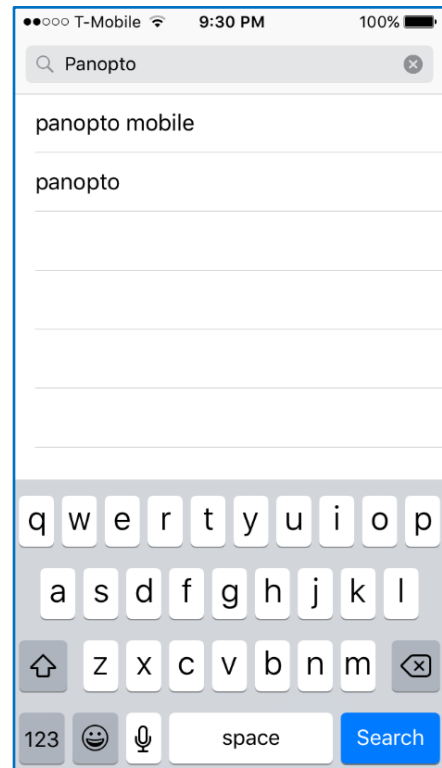 T-Mobile 9:30 PM 100%
Panopto
panopto mobile
panopto
q w e r t y u i o p
a s d f g h j k l
z x c v b n m
123 space Search